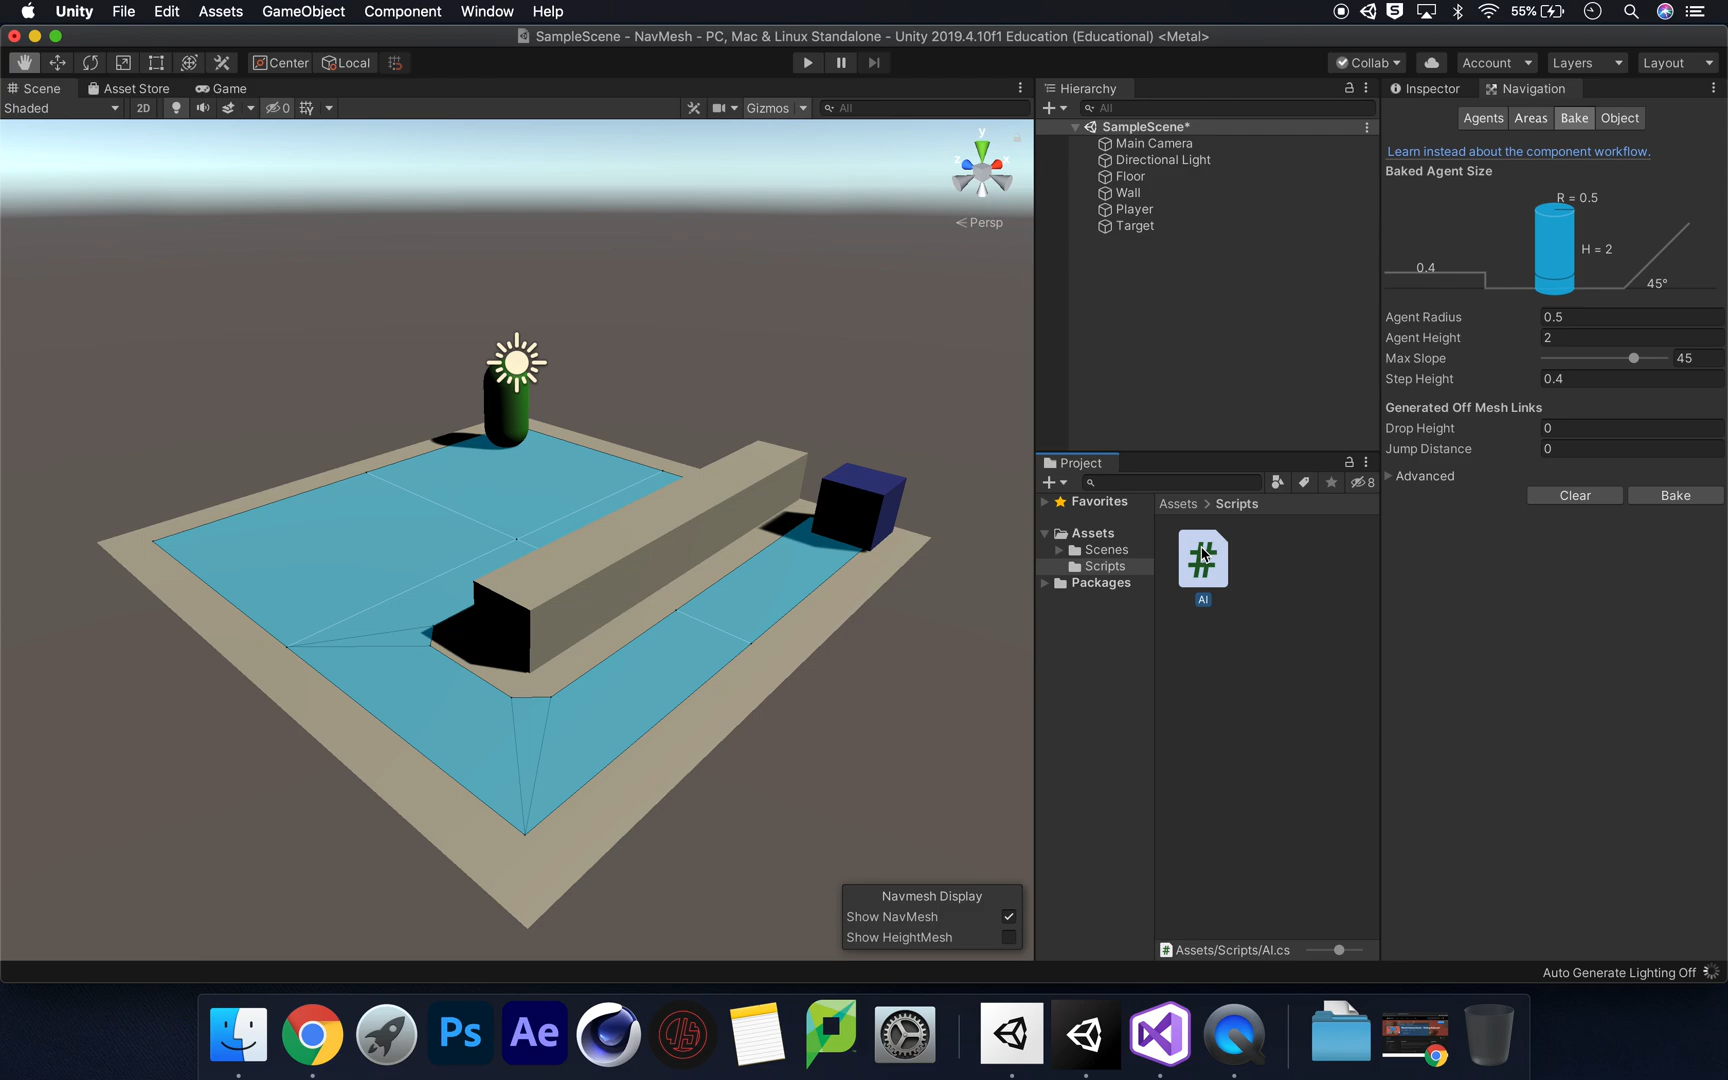 Unity File Edit Assets GameObject Component Window Help 55%
SampleScene - NavMesh - PC, Mac & Linux Standalone - Unity 2019.4.10f1 Education (Educational) <Metal>
Center Local Collab Account Layers Layout
Scene Asset Store Game
Shaded 2D 0 Gizmos All
y
x
z
Persp
Navmesh Display
Show NavMesh
Show HeightMesh
Hierarchy
All
SampleScene*
Main Camera
Directional Light
Floor
Wall
Player
Target
Project
8
Favorites
Assets
Scenes
Scripts
Packages
Assets > Scripts
#
AI
Assets/Scripts/AI.cs
Inspector Navigation
Agents Areas Bake Object
Learn instead about the component workflow.
Baked Agent Size
R = 0.5
H = 2
0.4
45°
Agent Radius 0.5
Agent Height 2
Max Slope 45
Step Height 0.4
Generated Off Mesh Links
Drop Height 0
Jump Distance 0
Advanced
Clear Bake
Auto Generate Lighting Off
Ps Ae